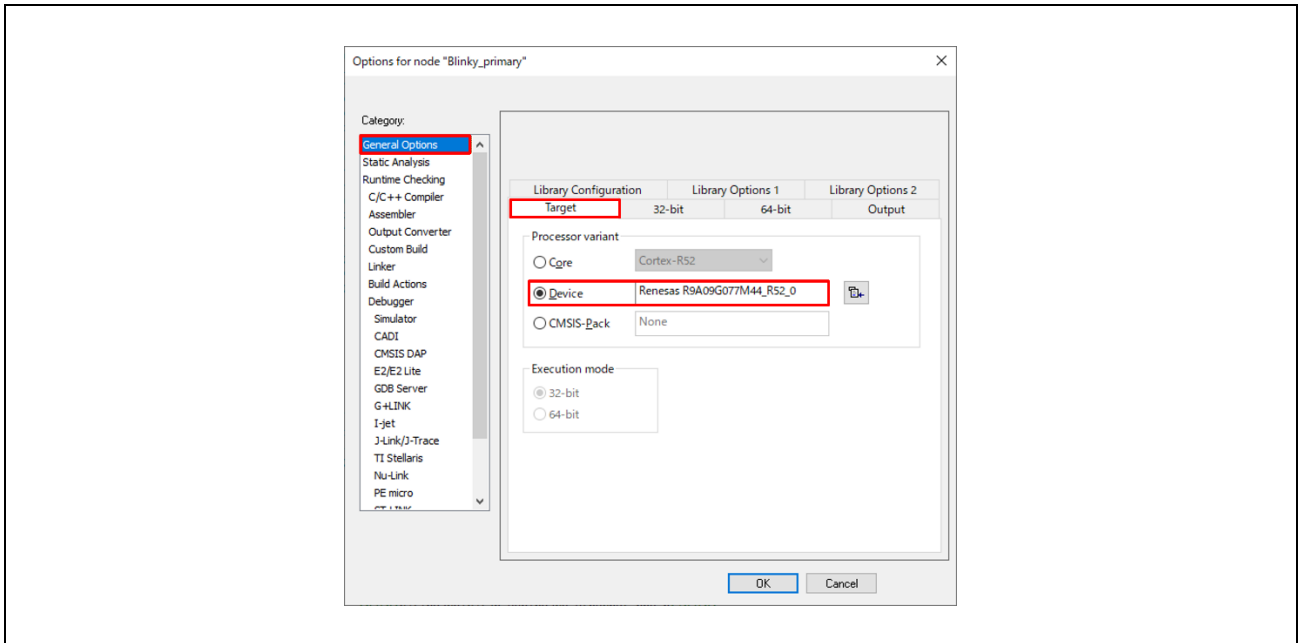 Options for node "Blinky_primary"
Category:
General Options
Static Analysis
Runtime Checking
C/C++ Compiler
Assembler
Output Converter
Custom Build
Linker
Build Actions
Debugger
Simulator
CADI
CMSIS DAP
E2/E2 Lite
GDB Server
G+LINK
I-jet
J-Link/J-Trace
TI Stellaris
Nu-Link
PE micro
ST-LINK
Library Configuration Library Options 1 Library Options 2
Target 32-bit 64-bit Output
Processor variant
Core Cortex-R52
Device Renesas R9A09G077M44_R52_0
CMSIS-Pack None
Execution mode
32-bit
64-bit
OK Cancel